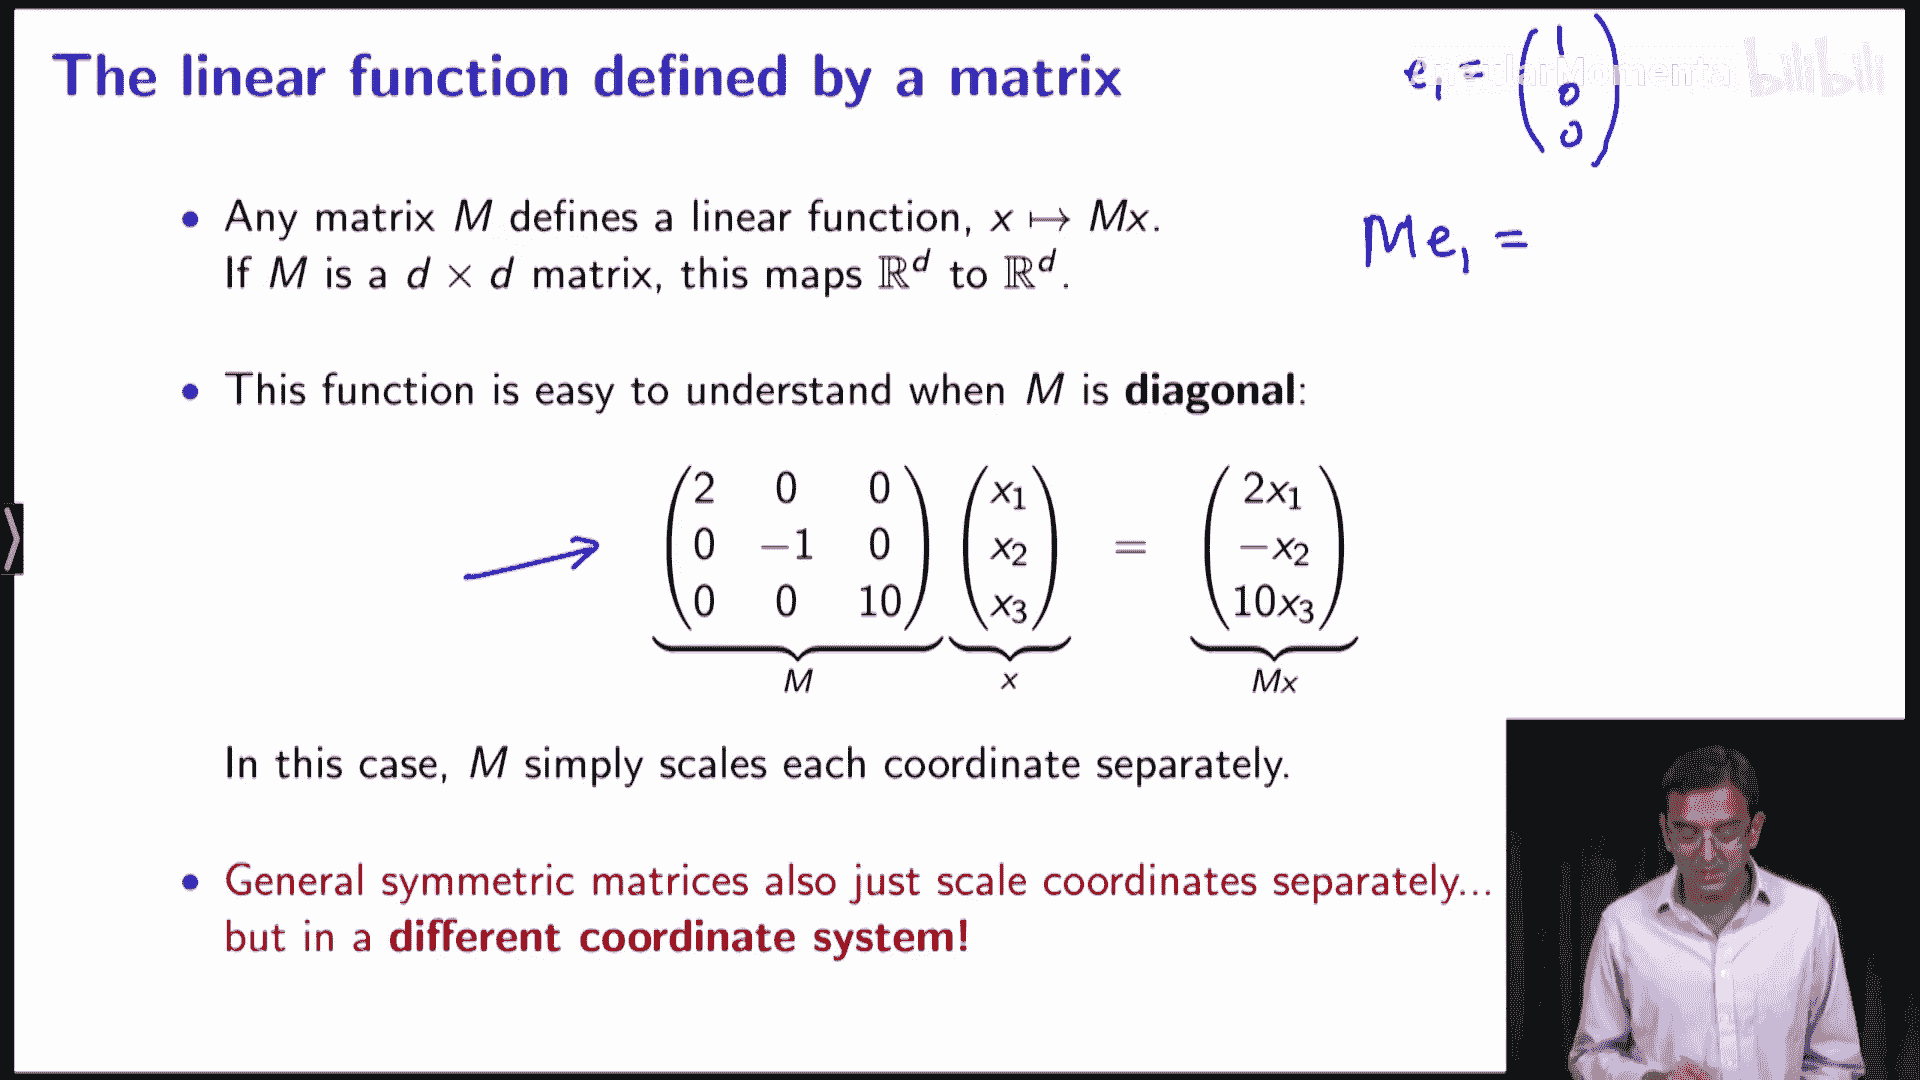 The linear function defined by a matrix
e₁ = (1 0 0)
AngularMomenta bilibili
• Any matrix M defines a linear function, x ↦ Mx.
If M is a d × d matrix, this maps ℝᵈ to ℝᵈ.
Me₁ =
• This function is easy to understand when M is diagonal:
(2 0 0) (x₁) (2x₁)
(0 −1 0) (x₂) = (−x₂)
(0 0 10) (x₃) (10x₃)
M x Mx
In this case, M simply scales each coordinate separately.
• General symmetric matrices also just scale coordinates separately...
but in a different coordinate system!